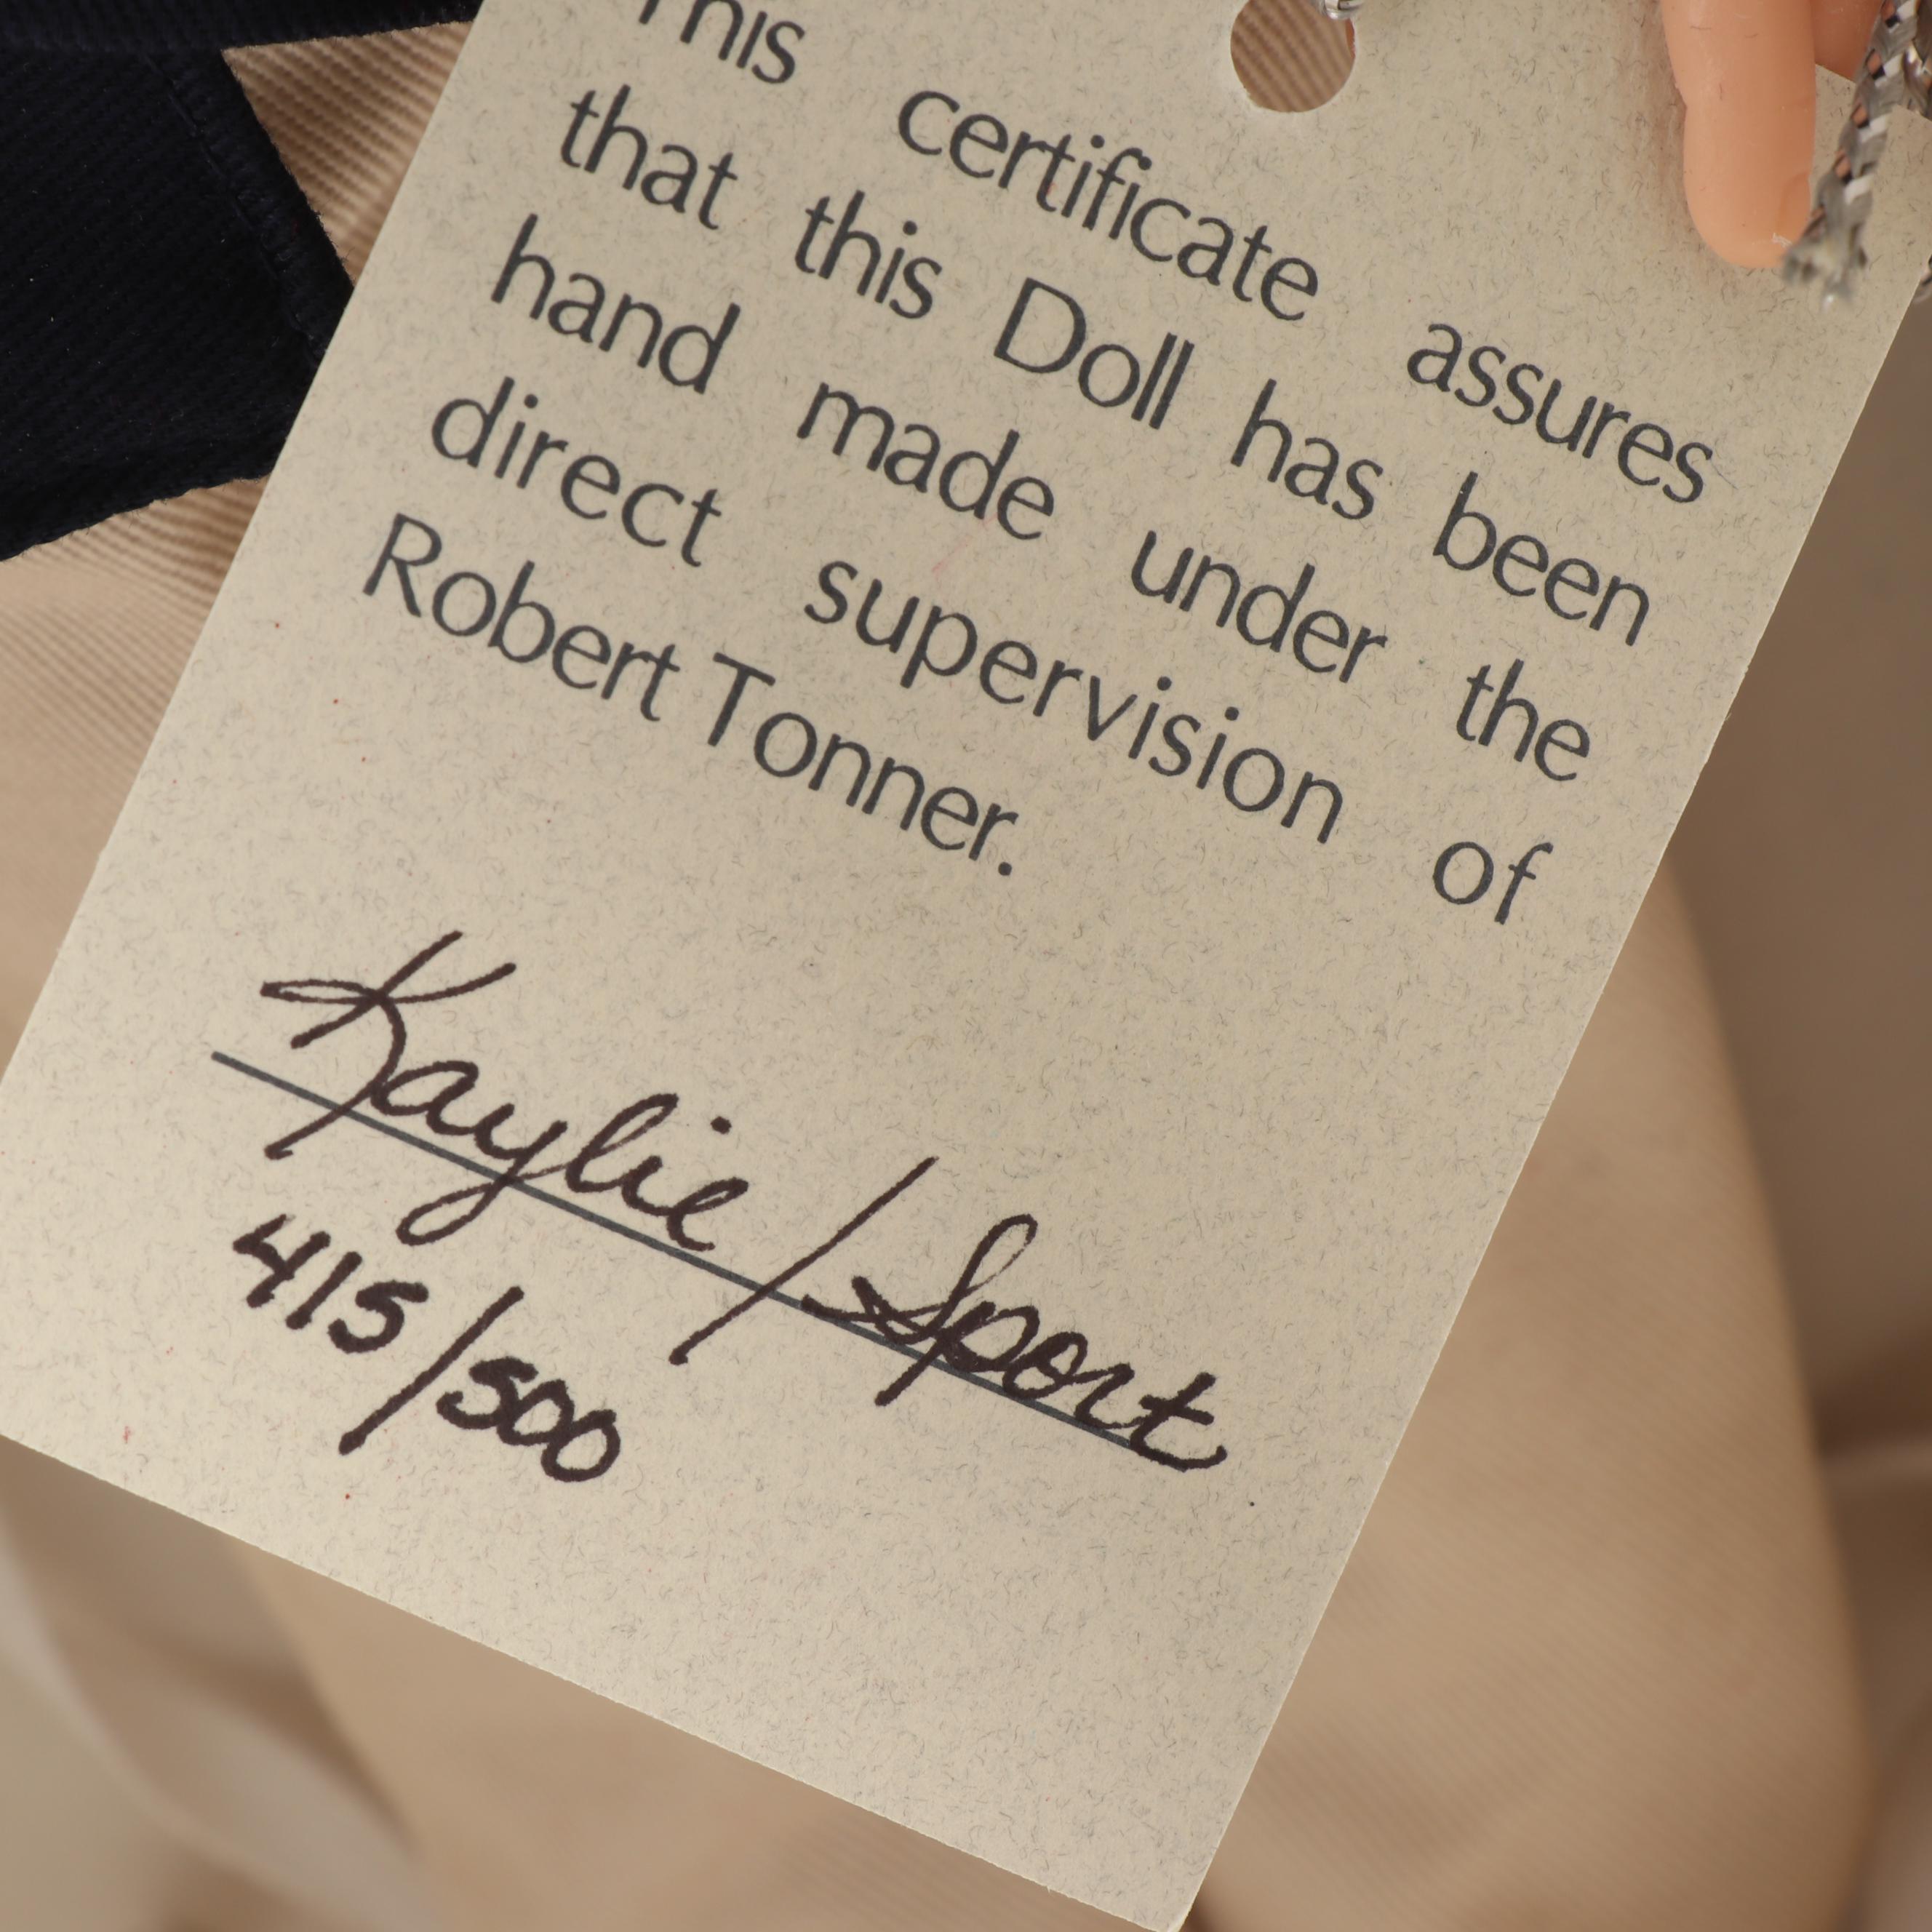 This certificate assures
that this Doll has been
hand made under the
direct supervision of
Robert Tonner.
Kaylie/Sport
415/500